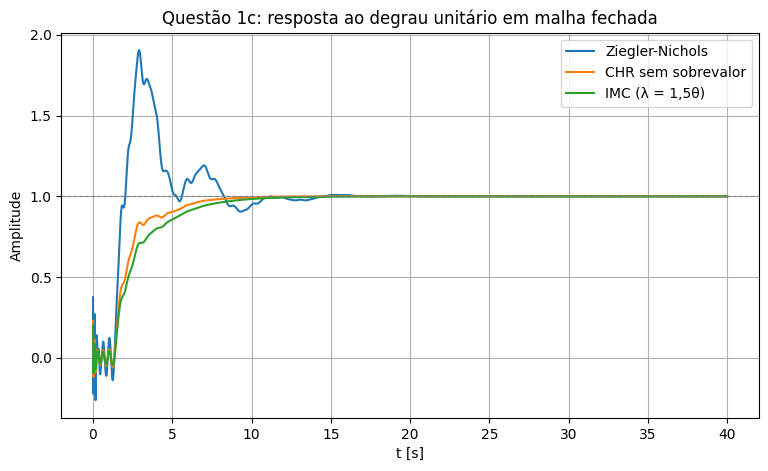 Questão 1c: resposta ao degrau unitário em malha fechada
Ziegler-Nichols
CHR sem sobrevalor
IMC (λ = 1,5θ)
Amplitude
2.0
1.5
1.0
0.5
0.0
0 5 10 15 20 25 30 35 40
t [s]